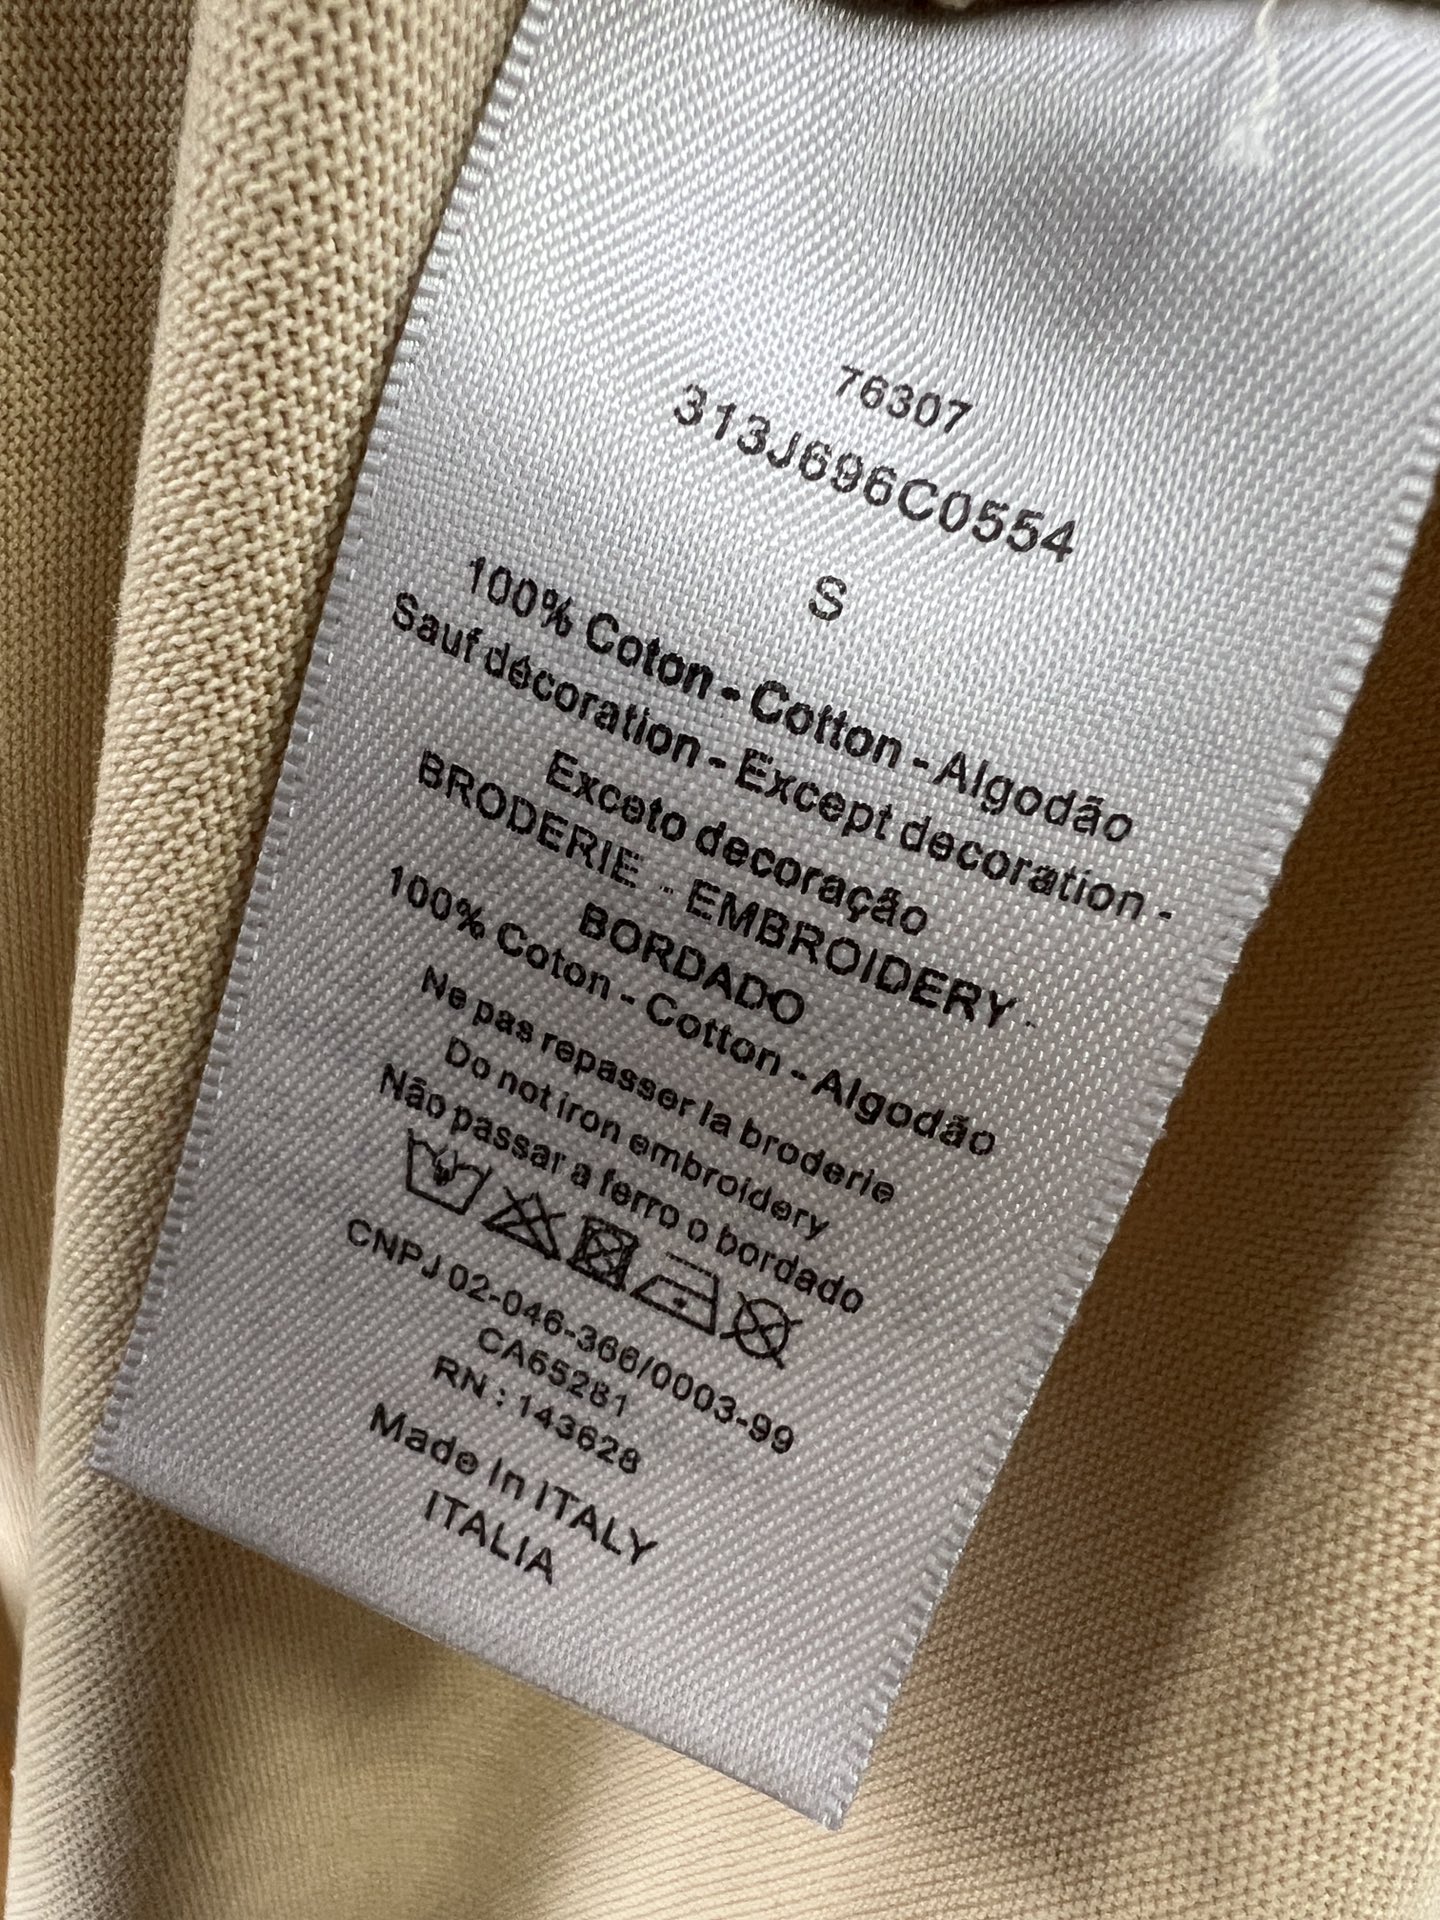 76307
313J696C0554
S
100% Coton - Cotton - Algodão
Sauf décoration - Except decoration -
Exceto decoração
BRODERIE - EMBROIDERY -
BORDADO
100% Coton - Cotton - Algodão
Ne pas repasser la broderie
Do not iron embroidery
Não passar a ferro o bordado
CNPJ 02-046-366/0003-99
CA65281
RN : 143628
Made In ITALY
ITALIA